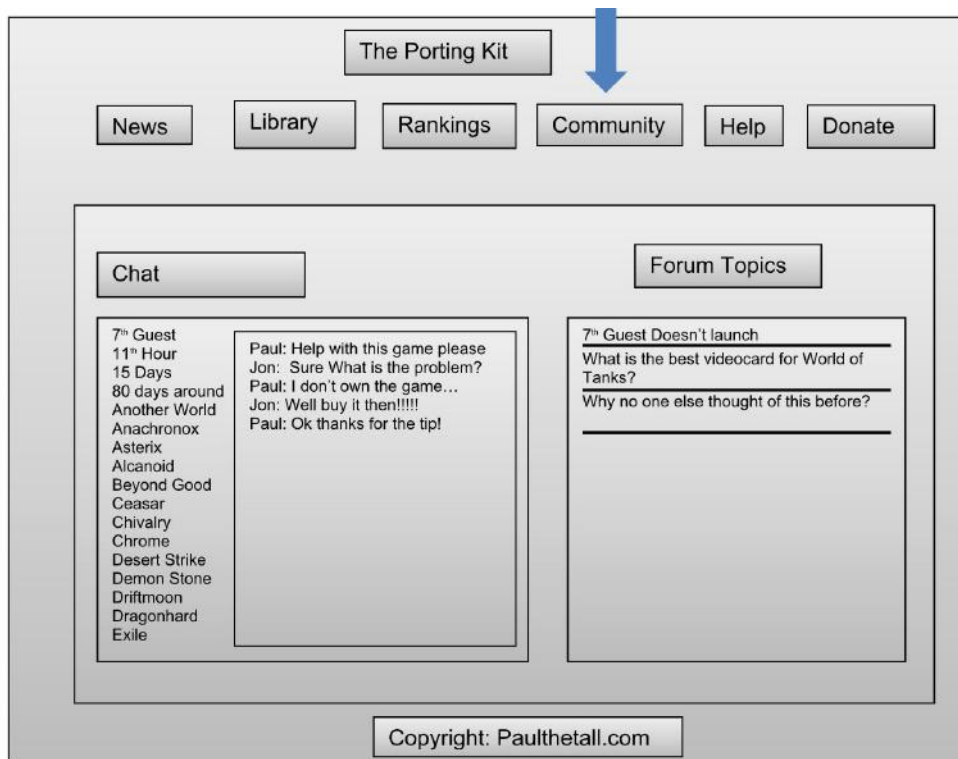 The Porting Kit
News
Library
Rankings
Community
Help
Donate
Chat
Forum Topics
7th Guest
11th Hour
15 Days
80 days around
Another World
Anachronox
Asterix
Alcanoid
Beyond Good
Ceasar
Chivalry
Chrome
Desert Strike
Demon Stone
Driftmoon
Dragonhard
Exile
Paul: Help with this game please
Jon: Sure What is the problem?
Paul: I don't own the game…
Jon: Well buy it then!!!!!
Paul: Ok thanks for the tip!
7th Guest Doesn't launch
What is the best videocard for World of
Tanks?
Why no one else thought of this before?
Copyright: Paulthetall.com